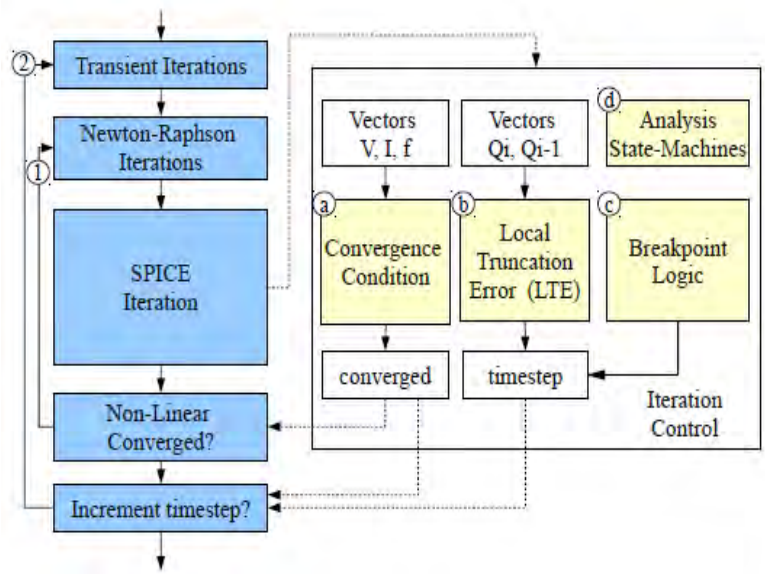 2
Transient Iterations
Newton-Raphson
Iterations
1
SPICE
Iteration
Non-Linear
Converged?
Increment timestep?
Vectors
V, I, f
Vectors
Qi, Qi-1
d
Analysis
State-Machines
a
Convergence
Condition
b
Local
Truncation
Error (LTE)
c
Breakpoint
Logic
converged
timestep
Iteration
Control